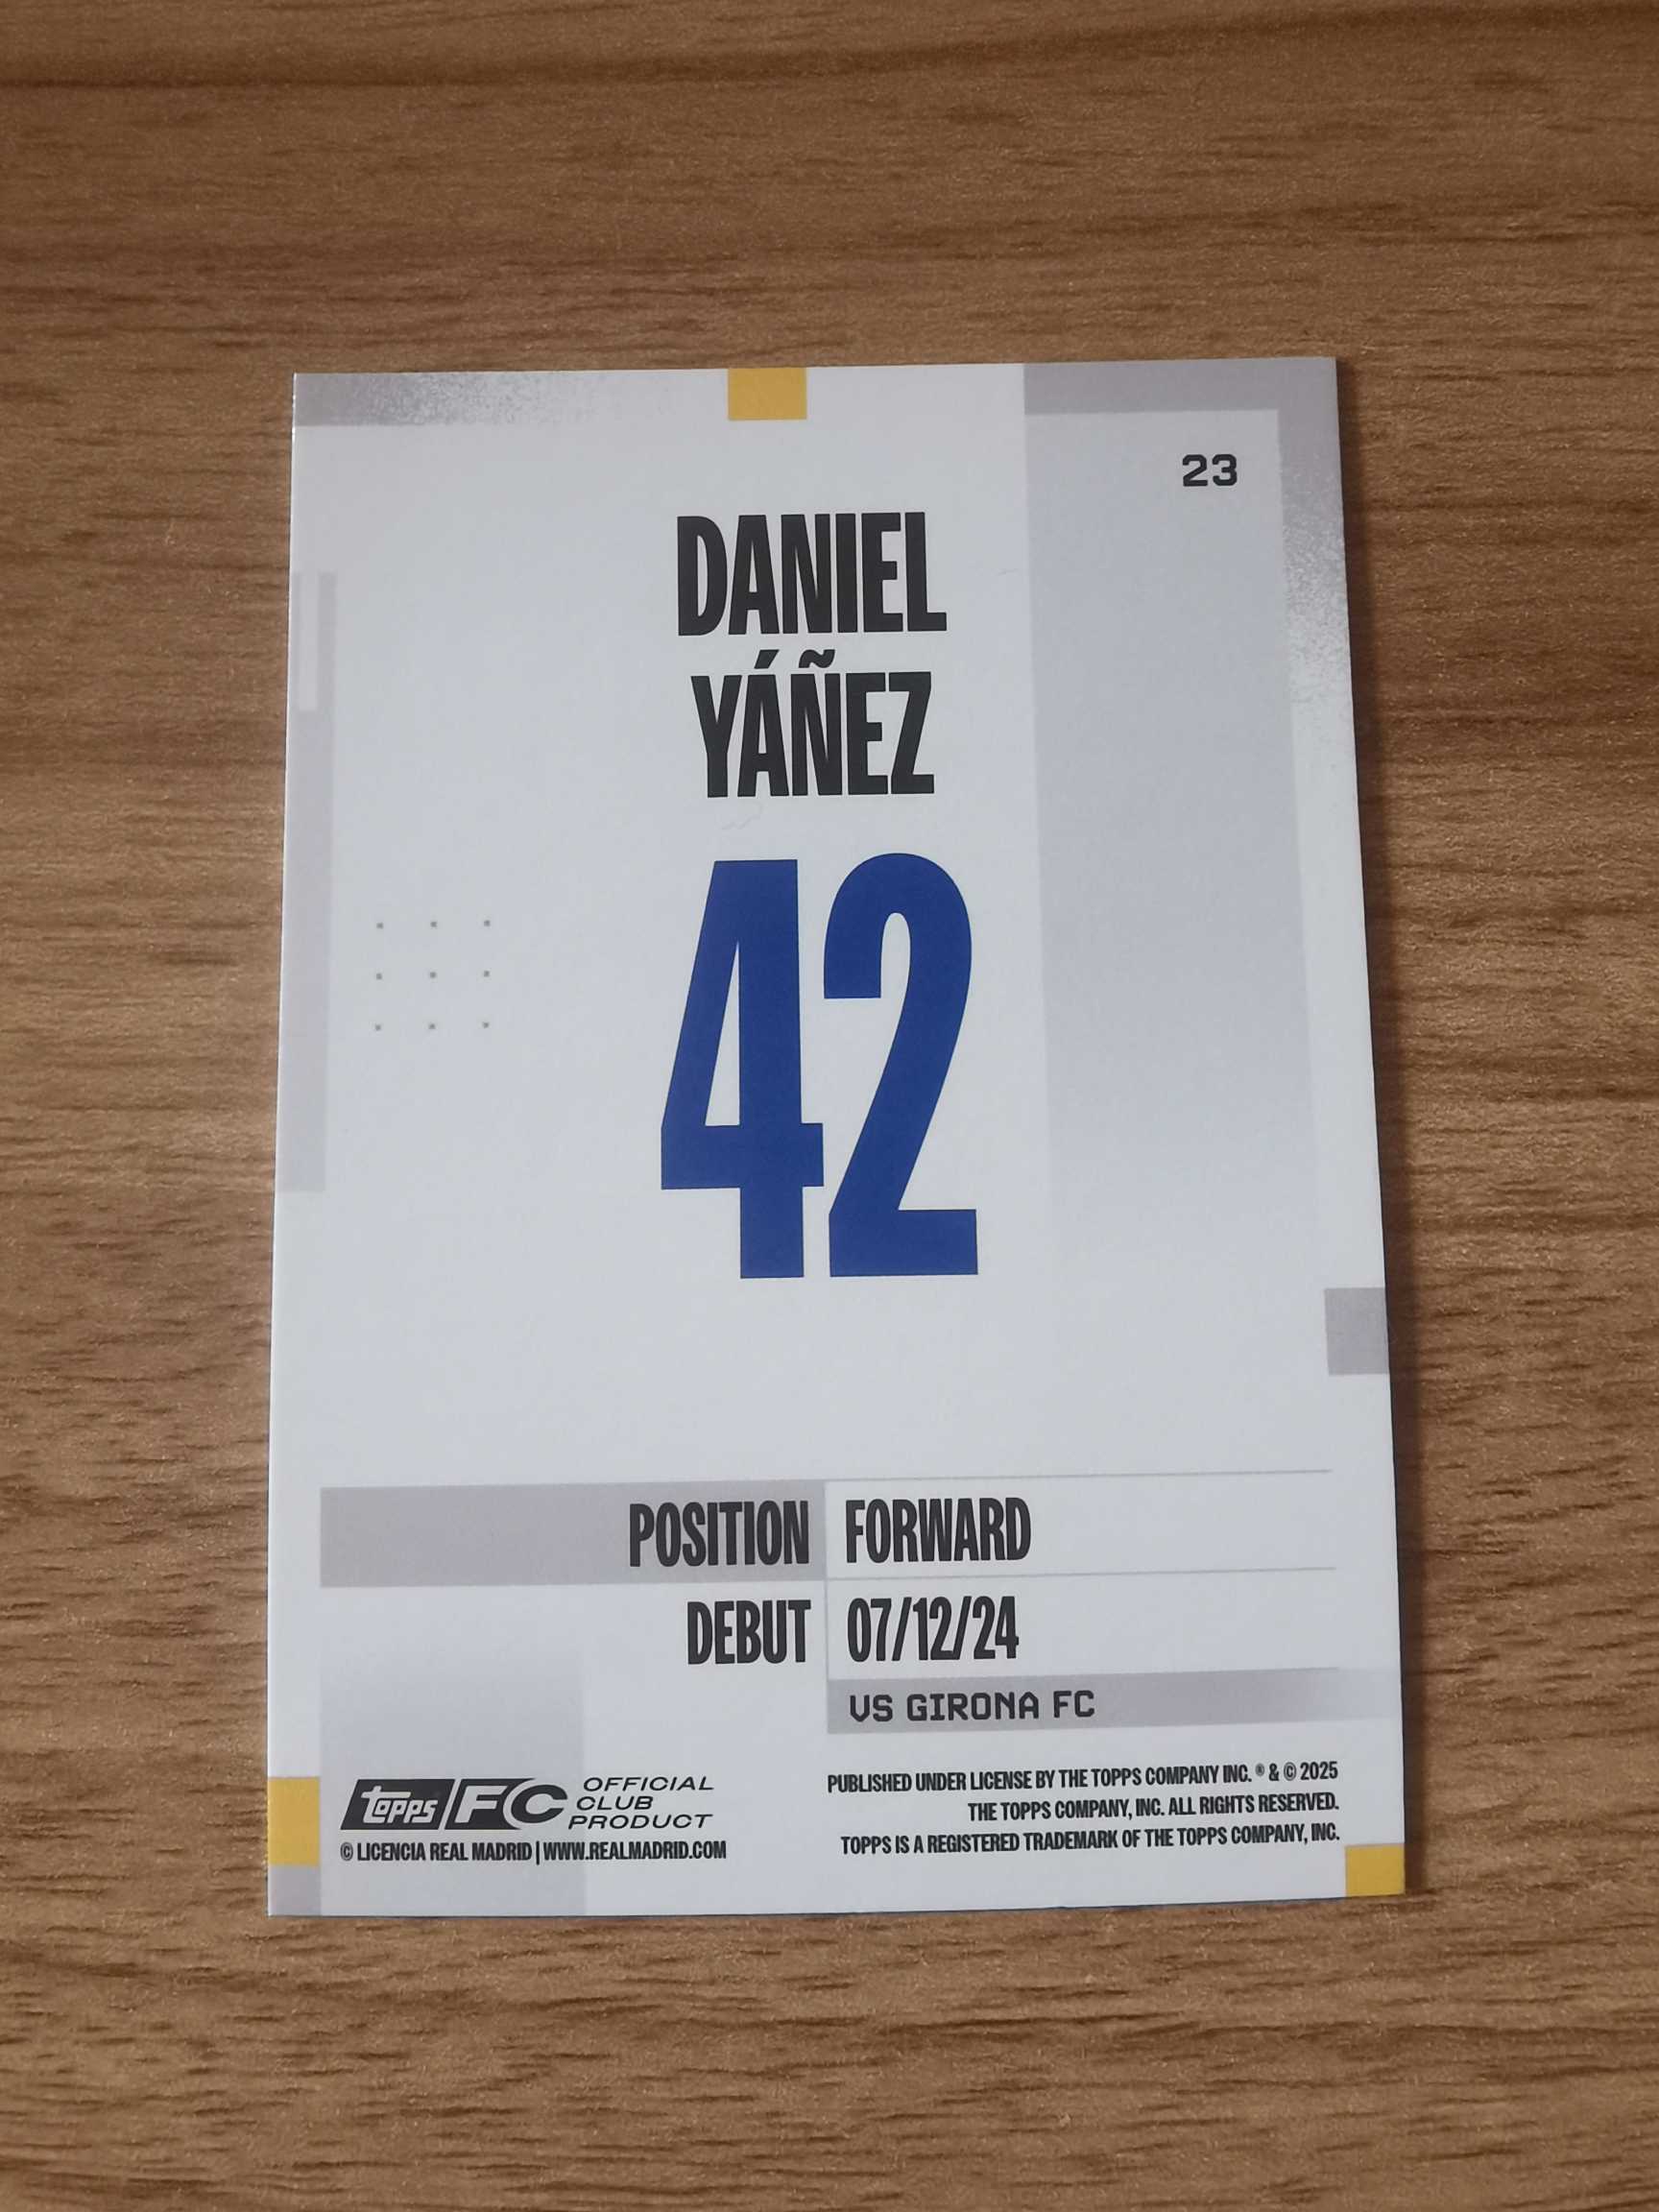 23
DANIEL
YÁÑEZ
42
POSITION FORWARD
DEBUT 07/12/24
VS GIRONA FC
topps FC OFFICIAL
CLUB
PRODUCT
© LICENCIA REAL MADRID | WWW.REALMADRID.COM
PUBLISHED UNDER LICENSE BY THE TOPPS COMPANY INC. ® & © 2025
THE TOPPS COMPANY, INC. ALL RIGHTS RESERVED.
TOPPS IS A REGISTERED TRADEMARK OF THE TOPPS COMPANY, INC.